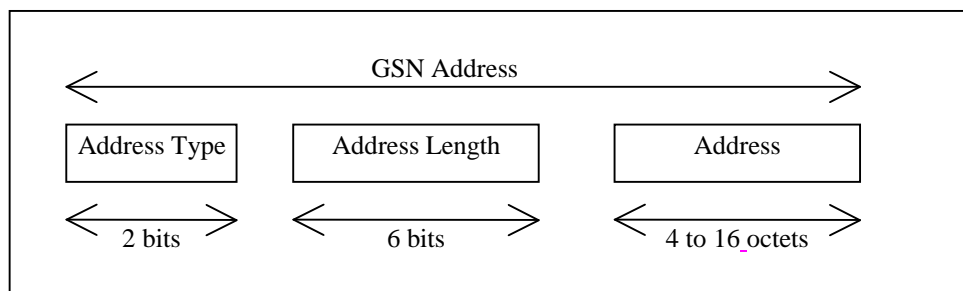 GSN Address
Address Type Address Length Address
2 bits 6 bits 4 to 16 octets